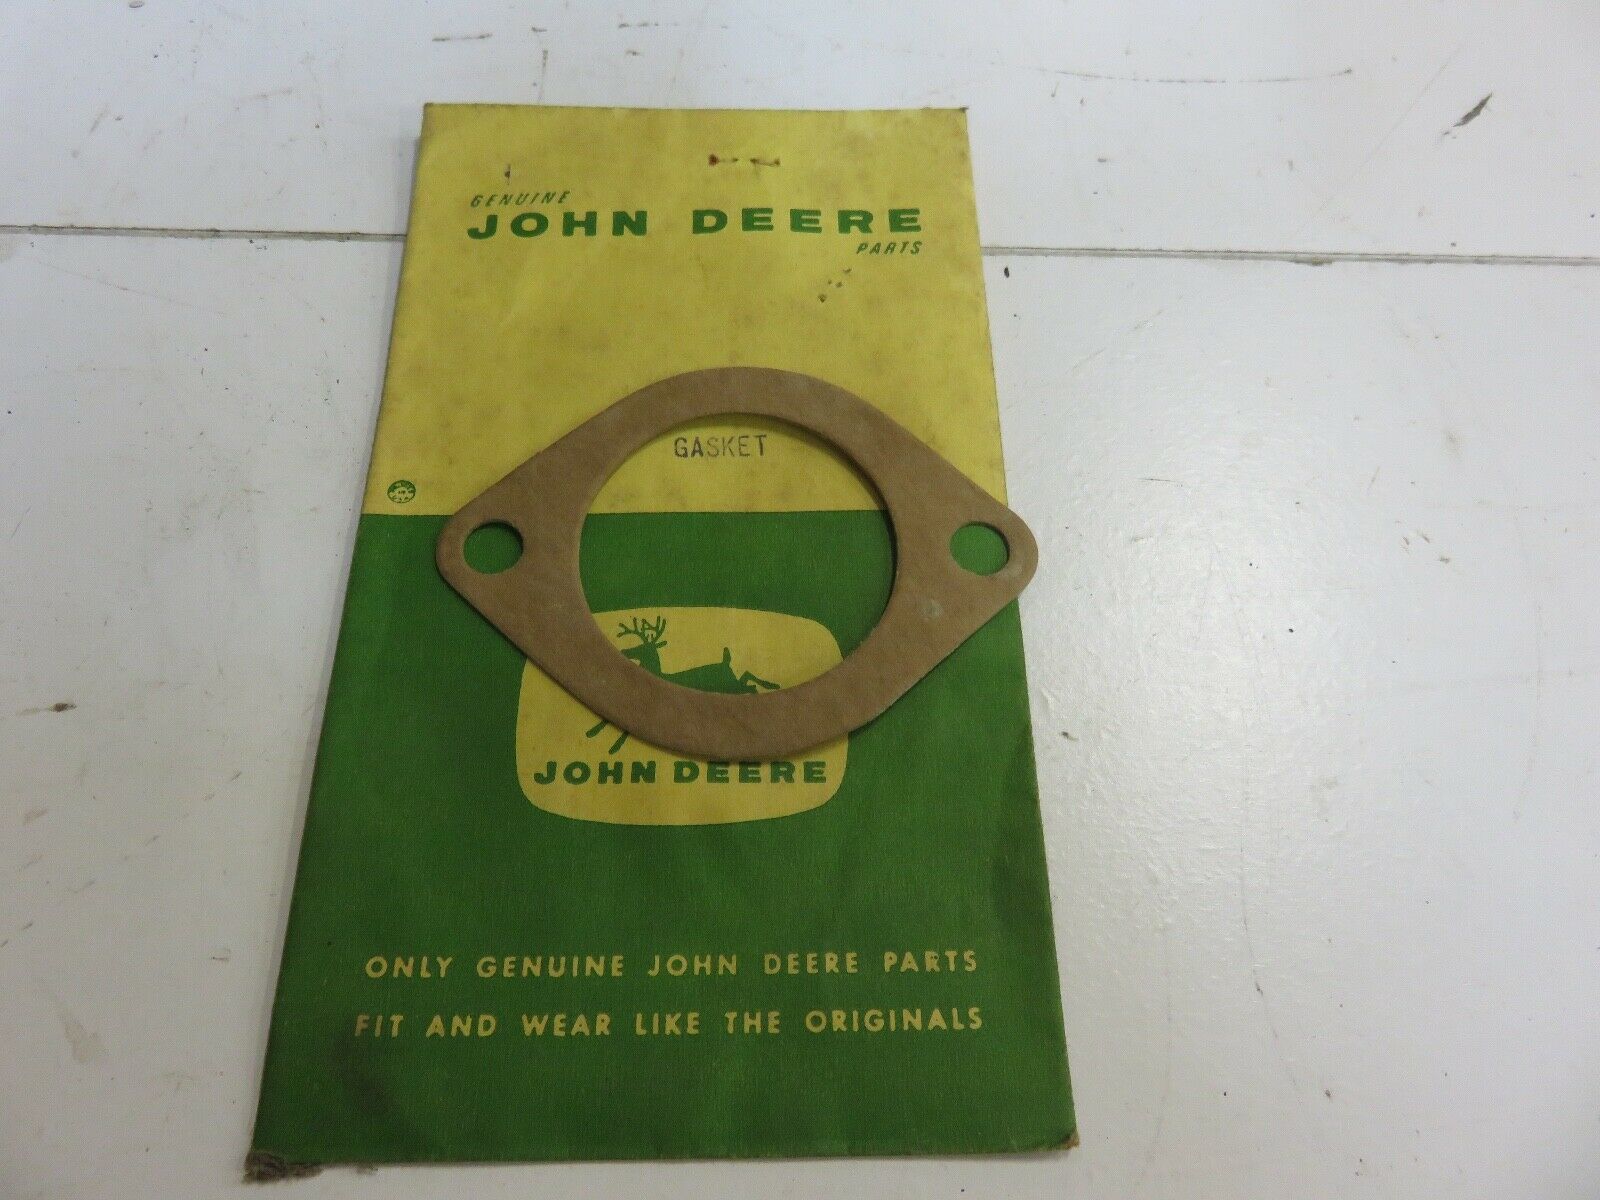 GENUINE
JOHN DEERE
PARTS
GASKET
JOHN DEERE
ONLY GENUINE JOHN DEERE PARTS
FIT AND WEAR LIKE THE ORIGINALS